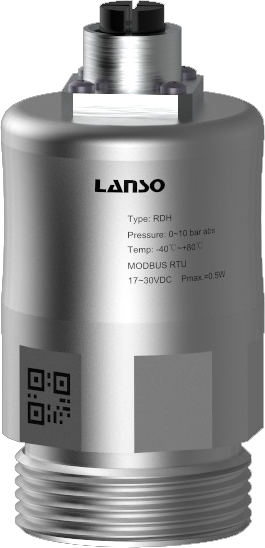 LANSO
Type: RDH
Pressure: 0~10 bar abs
Temp: -40℃~+80℃
MODBUS RTU
17~30VDC Pmax.=0.5W